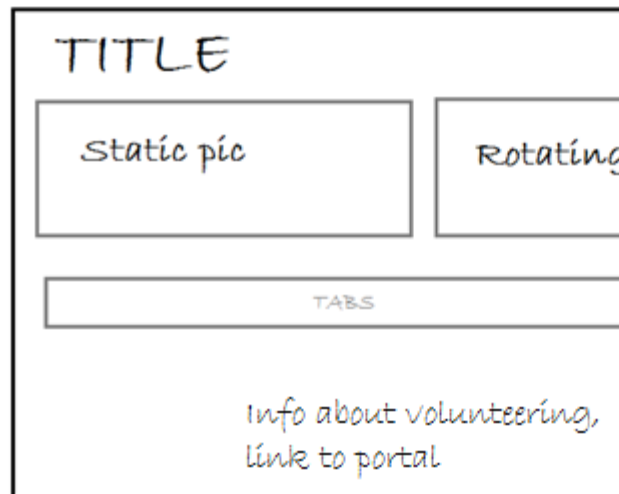 TITLE
Static pic
Rotating
TABS
Info about volunteering,
link to portal